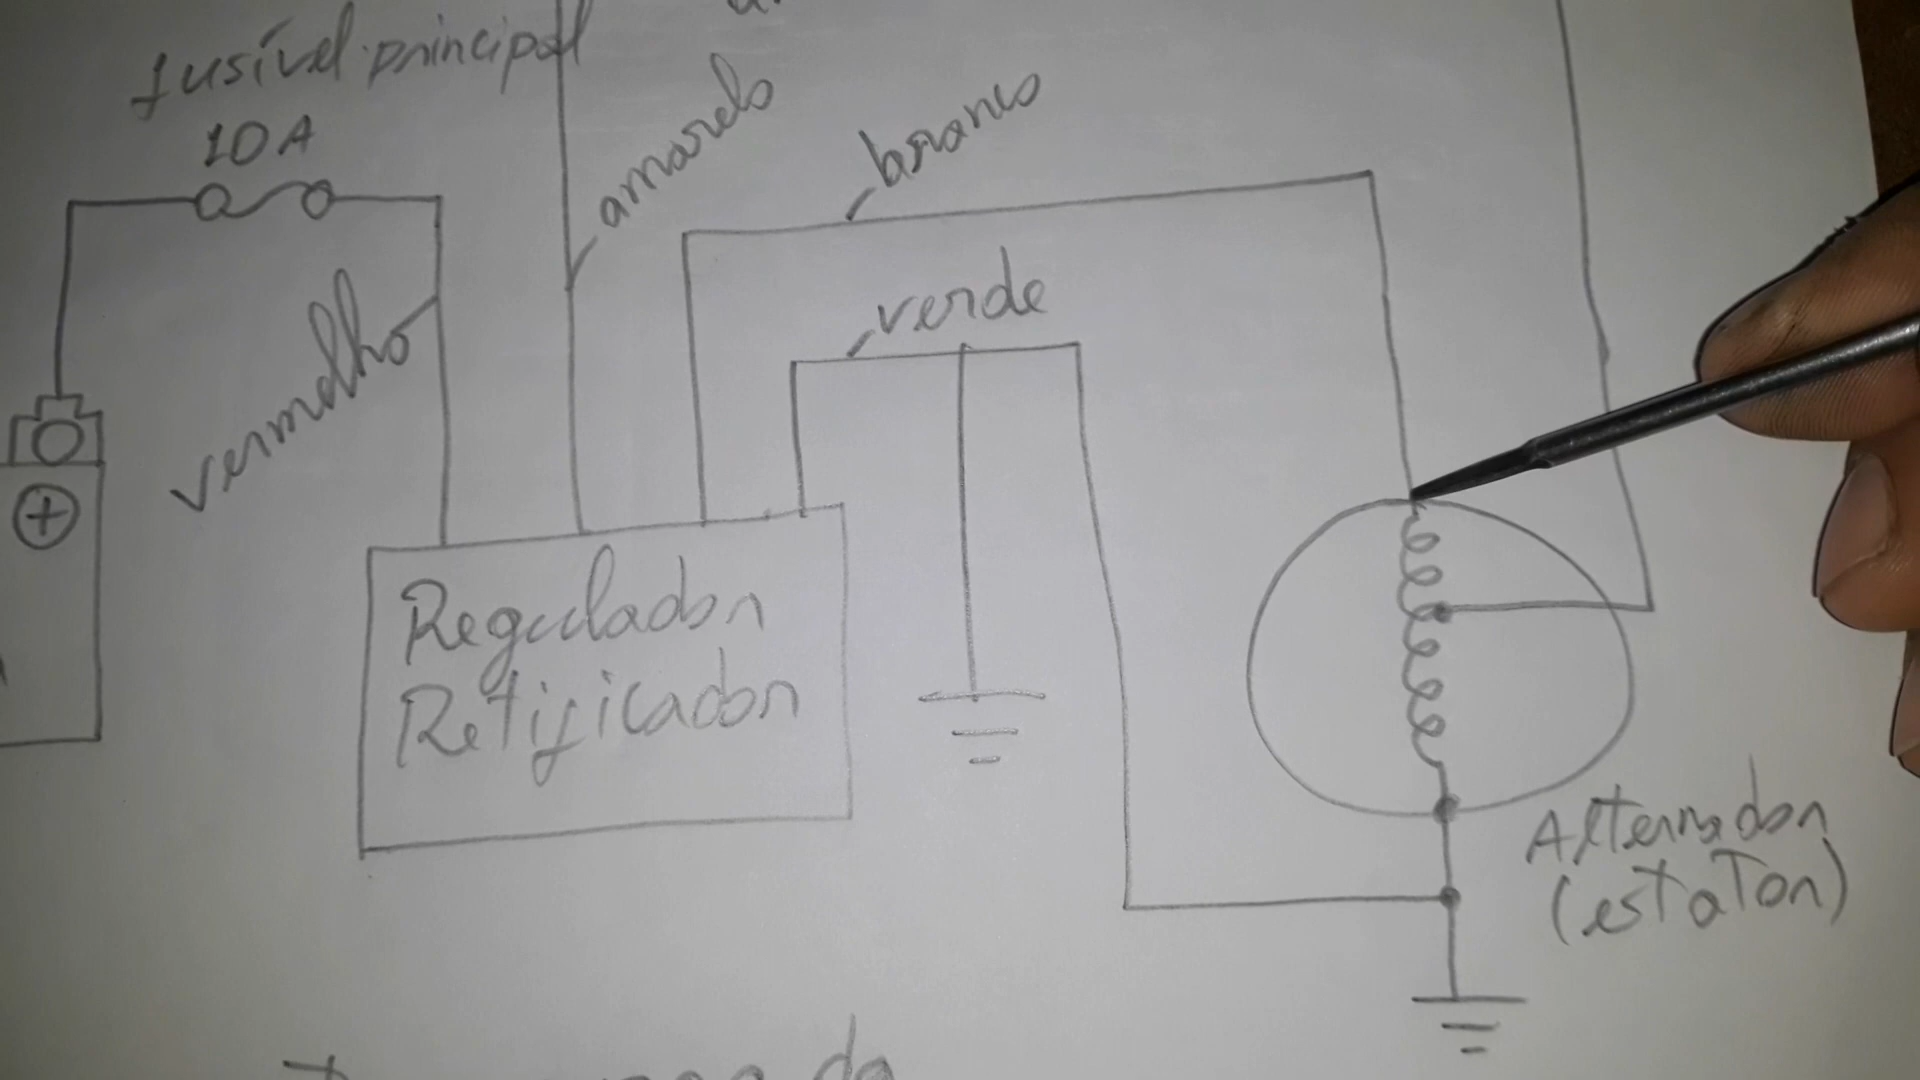 fusível principal
10A
amarelo
branco
vermelho
verde
+
Regulador
Retificador
Alternador
(estator)